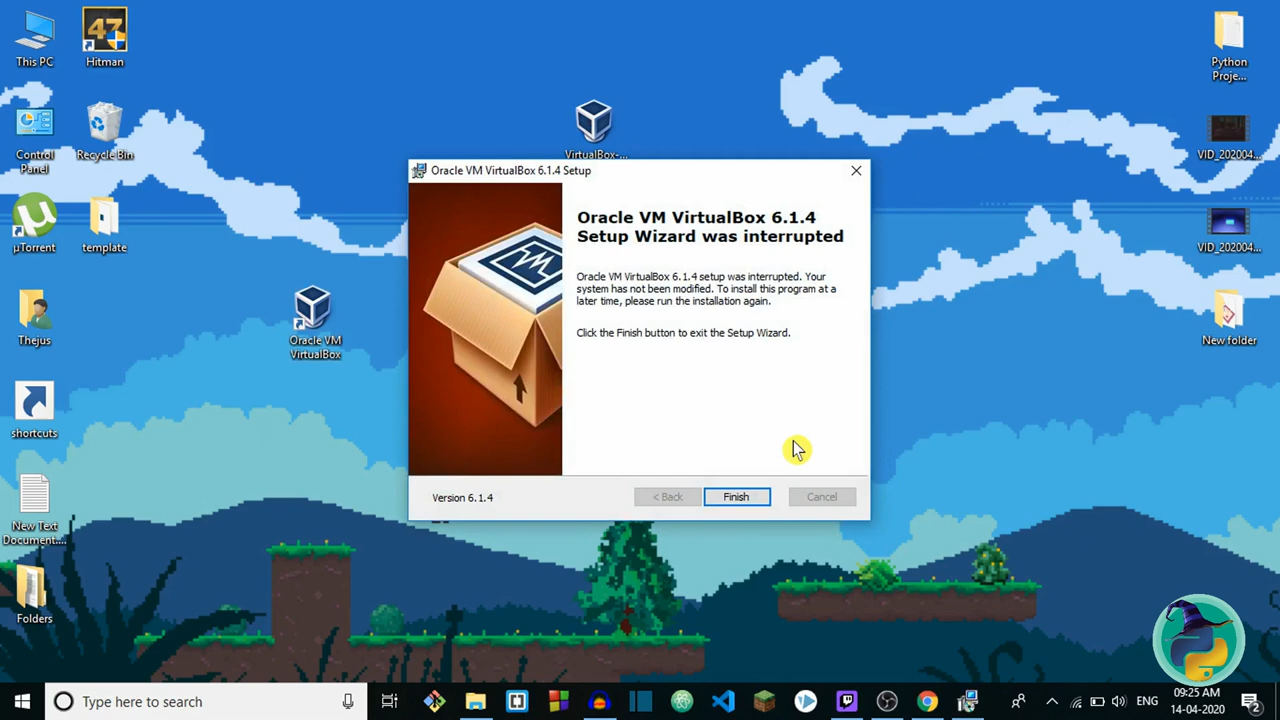 This PC
Hitman
Control
Panel
Recycle Bin
µTorrent
template
Thejus
Oracle VM
VirtualBox
shortcuts
New Text
Document....
Folders
VirtualBox-...
Python
Proje...
VID_202004...
VID_202004...
New folder
Oracle VM VirtualBox 6.1.4 Setup
Oracle VM VirtualBox 6.1.4
Setup Wizard was interrupted
Oracle VM VirtualBox 6.1.4 setup was interrupted. Your
system has not been modified. To install this program at a
later time, please run the installation again.
Click the Finish button to exit the Setup Wizard.
Version 6.1.4
< Back
Finish
Cancel
Type here to search
ENG
09:25 AM
14-04-2020
2